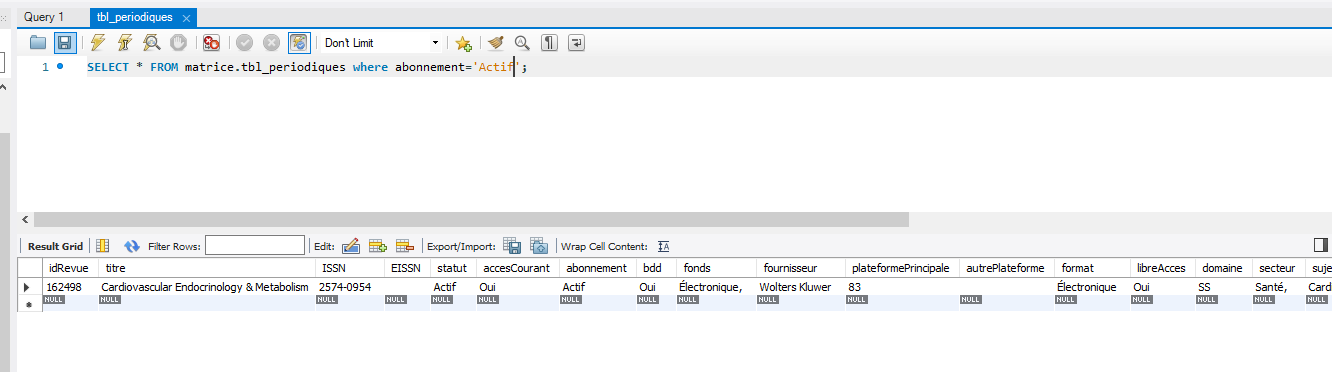 Query 1 tbl_periodiques
Don't Limit
1 SELECT * FROM matrice.tbl_periodiques where abonnement='Actif';
Result Grid Filter Rows: Edit: Export/Import: Wrap Cell Content:
idRevue titre ISSN EISSN statut accesCourant abonnement bdd fonds fournisseur plateformePrincipale autrePlateforme format libreAcces domaine secteur suje
162498 Cardiovascular Endocrinology & Metabolism 2574-0954 Actif Oui Actif Oui Électronique, Wolters Kluwer 83 Électronique Oui SS Santé, Card
NULL NULL NULL NULL NULL NULL NULL NULL NULL NULL NULL NULL NULL NULL NULL NULL NULL